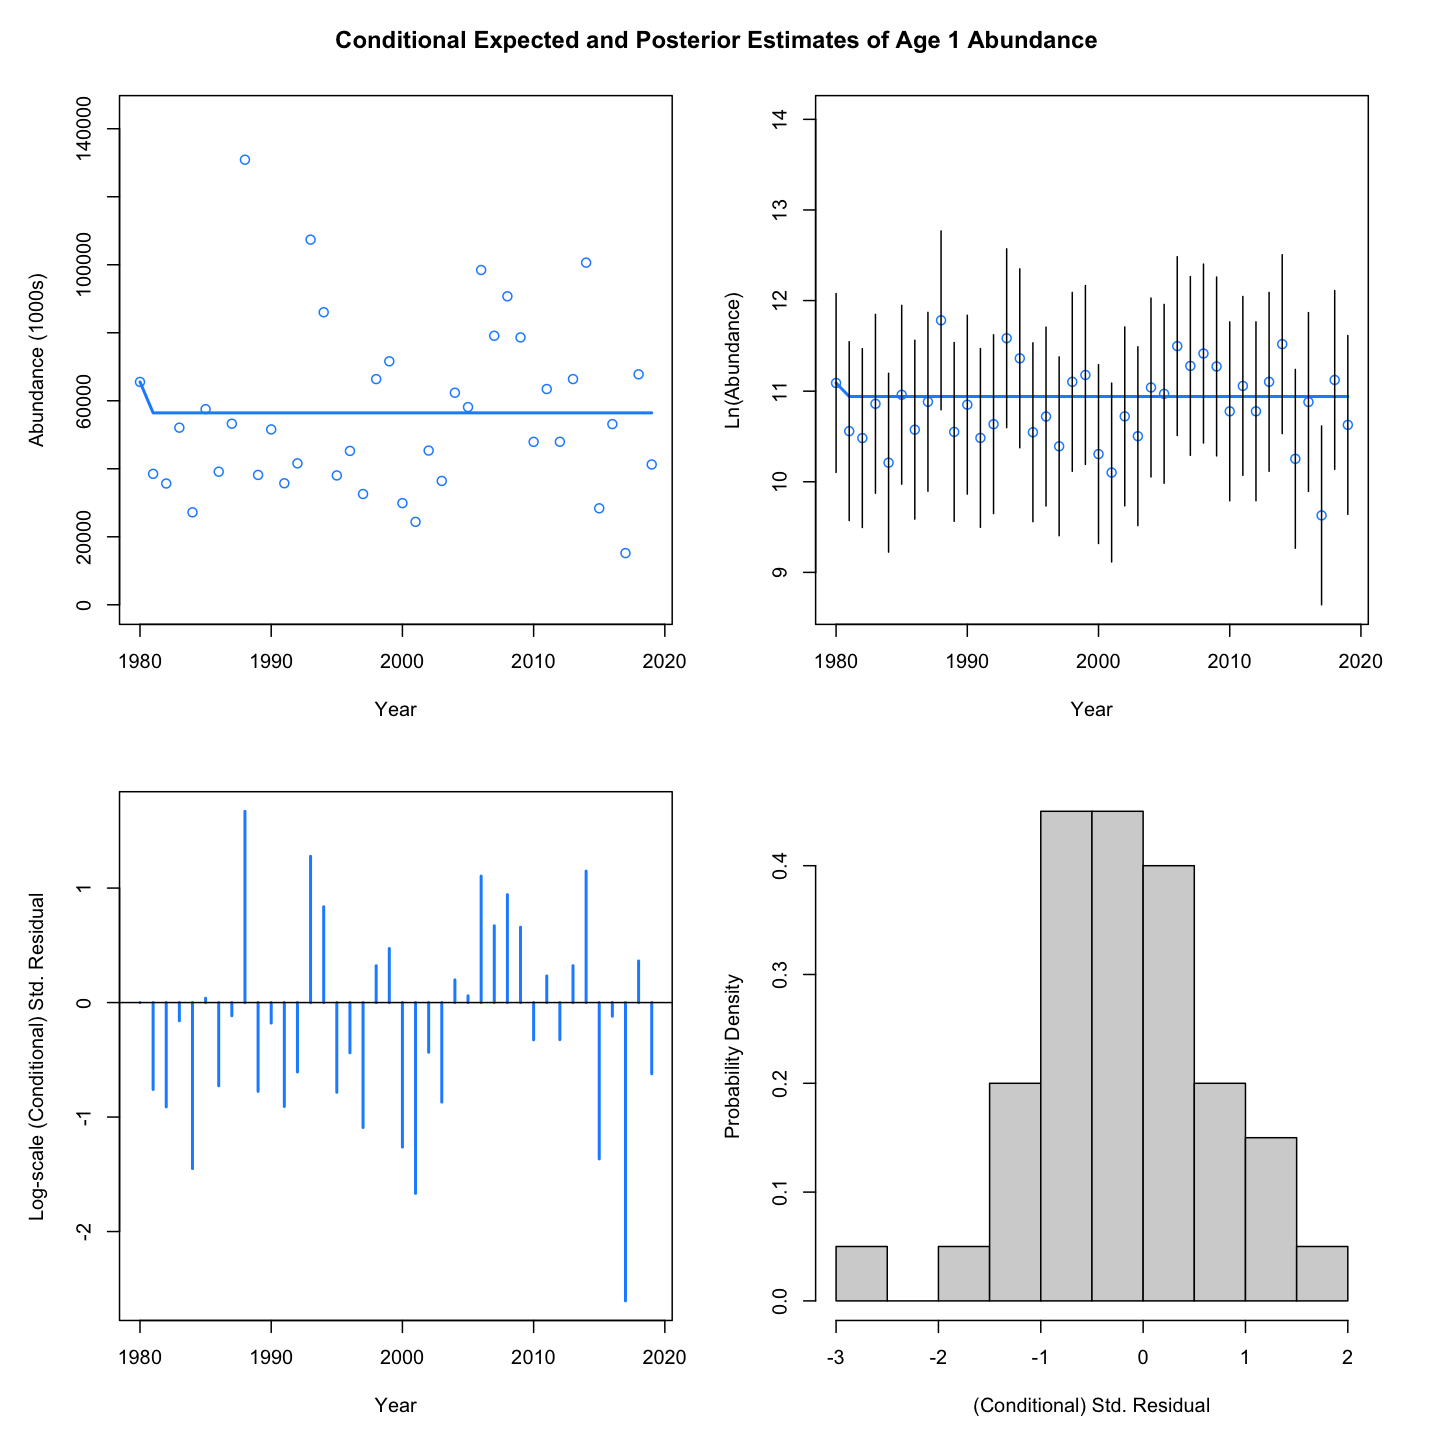 Conditional Expected and Posterior Estimates of Age 1 Abundance
Abundance (1000s)
140000
100000
60000
20000
0
1980 1990 2000 2010 2020
Year
Ln(Abundance)
14
13
12
11
10
9
1980 1990 2000 2010 2020
Year
Log-scale (Conditional) Std. Residual
1
0
-1
-2
1980 1990 2000 2010 2020
Year
Probability Density
0.4
0.3
0.2
0.1
0.0
-3 -2 -1 0 1 2
(Conditional) Std. Residual